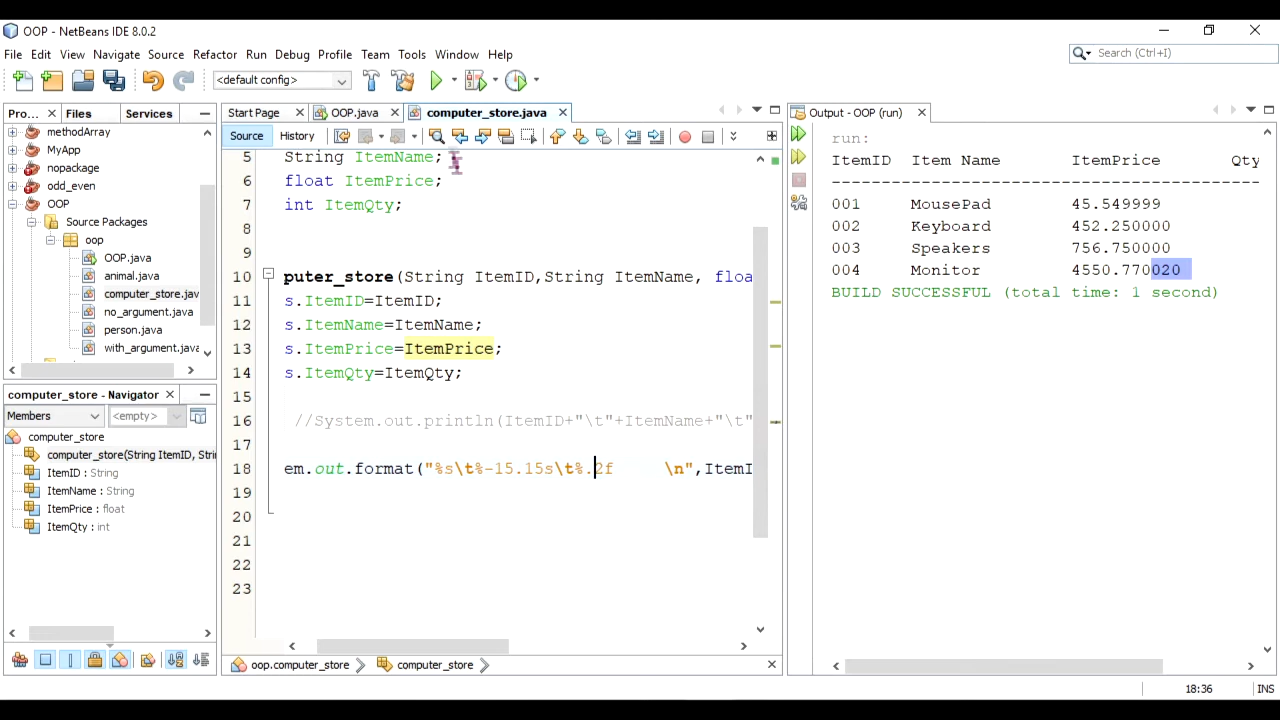 OOP - NetBeans IDE 8.0.2
File Edit View Navigate Source Refactor Run Debug Profile Team Tools Window Help
Search (Ctrl+I)
<default config>
Pro... Files Services
methodArray
MyApp
nopackage
odd_even
OOP
Source Packages
oop
OOP.java
animal.java
computer_store.jav
no_argument.java
person.java
with_argument.java
computer_store - Navigator
Members <empty>
computer_store
computer_store(String ItemID, Stri
ItemID : String
ItemName : String
ItemPrice : float
ItemQty : int
Start Page OOP.java computer_store.java
Source History
5 String ItemName;
6 float ItemPrice;
7 int ItemQty;
8
9
10 puter_store(String ItemID,String ItemName, floa
11 s.ItemID=ItemID;
12 s.ItemName=ItemName;
13 s.ItemPrice=ItemPrice;
14 s.ItemQty=ItemQty;
15
16 //System.out.println(ItemID+"\t"+ItemName+"\t"
17
18 em.out.format("%s\t%-15.15s\t%.2f     \n",ItemI
19
20
21
22
23
oop.computer_store computer_store
Output - OOP (run)
run:
ItemID Item Name ItemPrice Qty
--------------------------------------------------
001 MousePad 45.549999
002 Keyboard 452.250000
003 Speakers 756.750000
004 Monitor 4550.770020
BUILD SUCCESSFUL (total time: 1 second)
18:36 INS